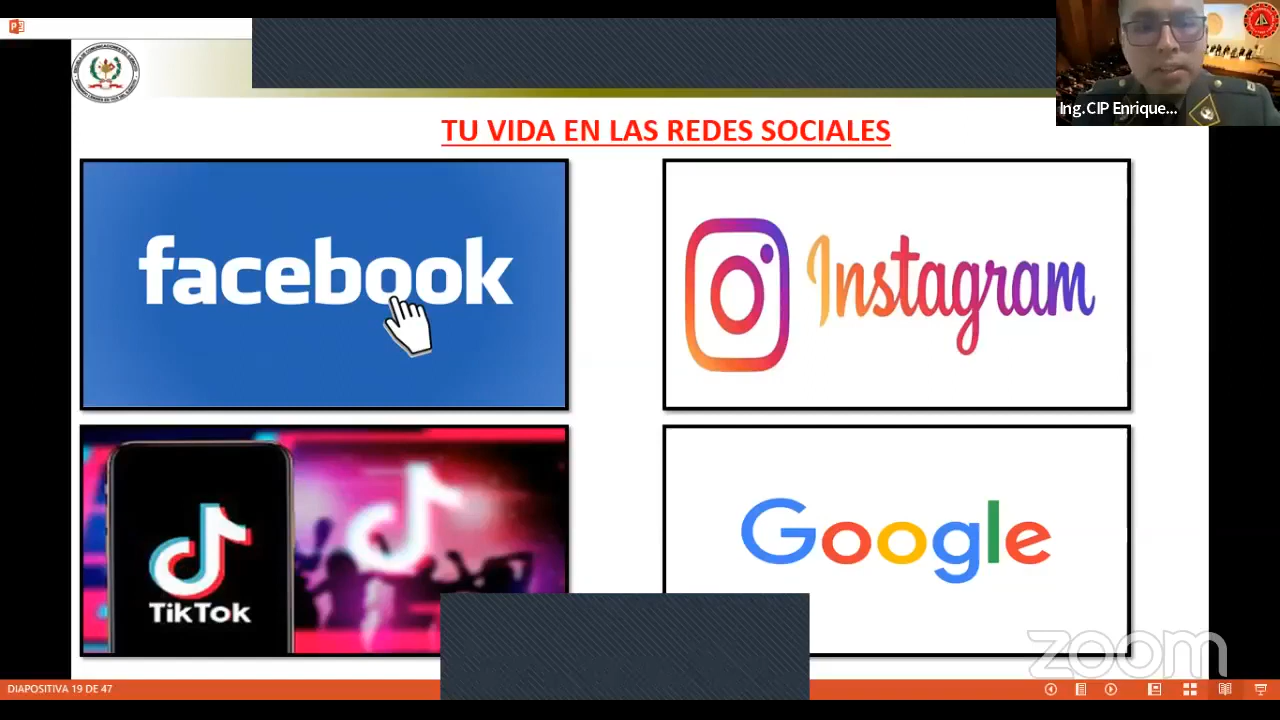 Ing.CIP Enrique...
TU VIDA EN LAS REDES SOCIALES
facebook
Instagram
TikTok
Google
zoom
DIAPOSITIVA 19 DE 47